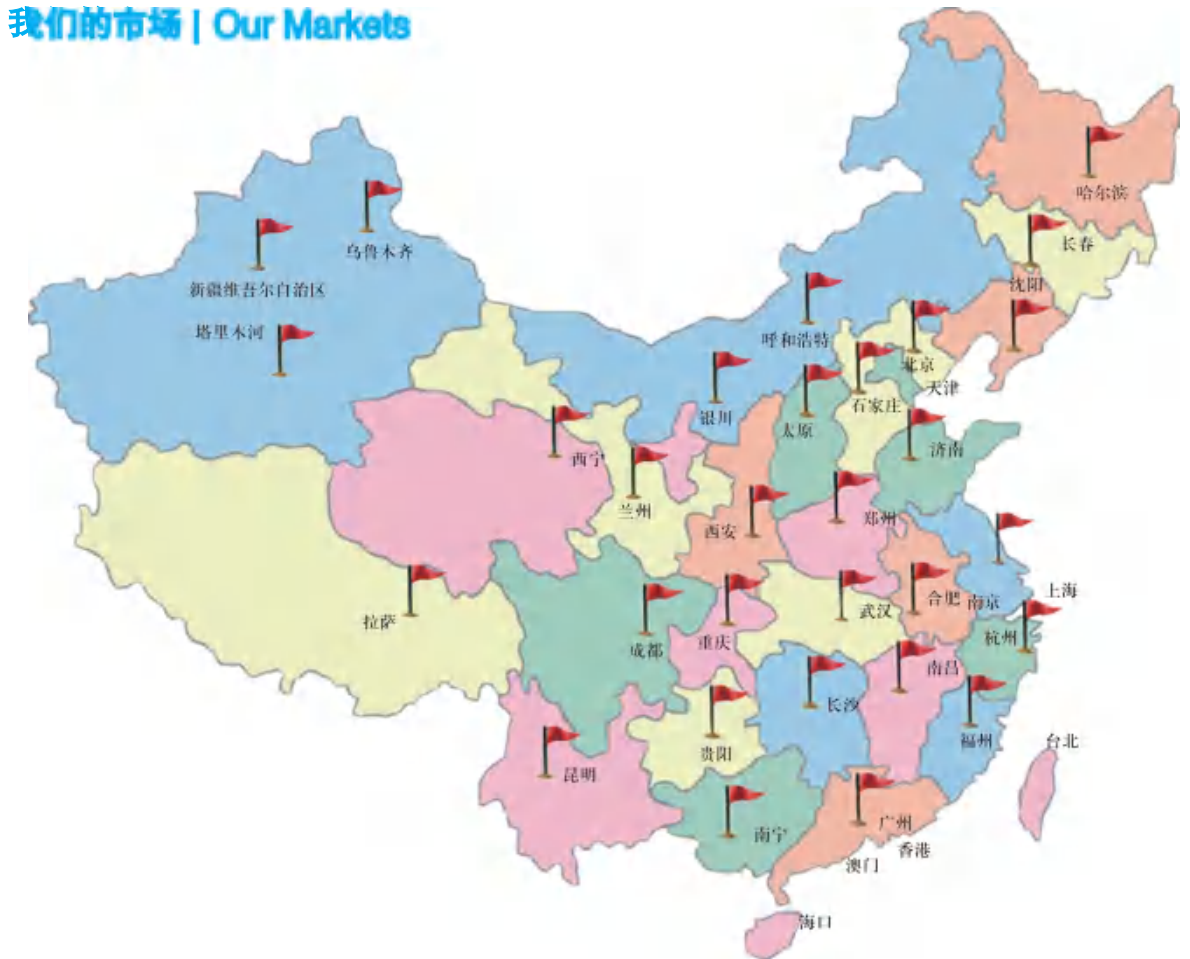 我们的市场 | Our Markets
哈尔滨
长春
乌鲁木齐
沈阳
新疆维吾尔自治区
塔里木河
呼和浩特
北京
天津
石家庄
银川
太原
济南
西宁
兰州
郑州
西安
上海
合肥
南京
武汉
拉萨
杭州
重庆
成都
南昌
长沙
福州
台北
贵阳
昆明
广州
南宁
香港
澳门
海口